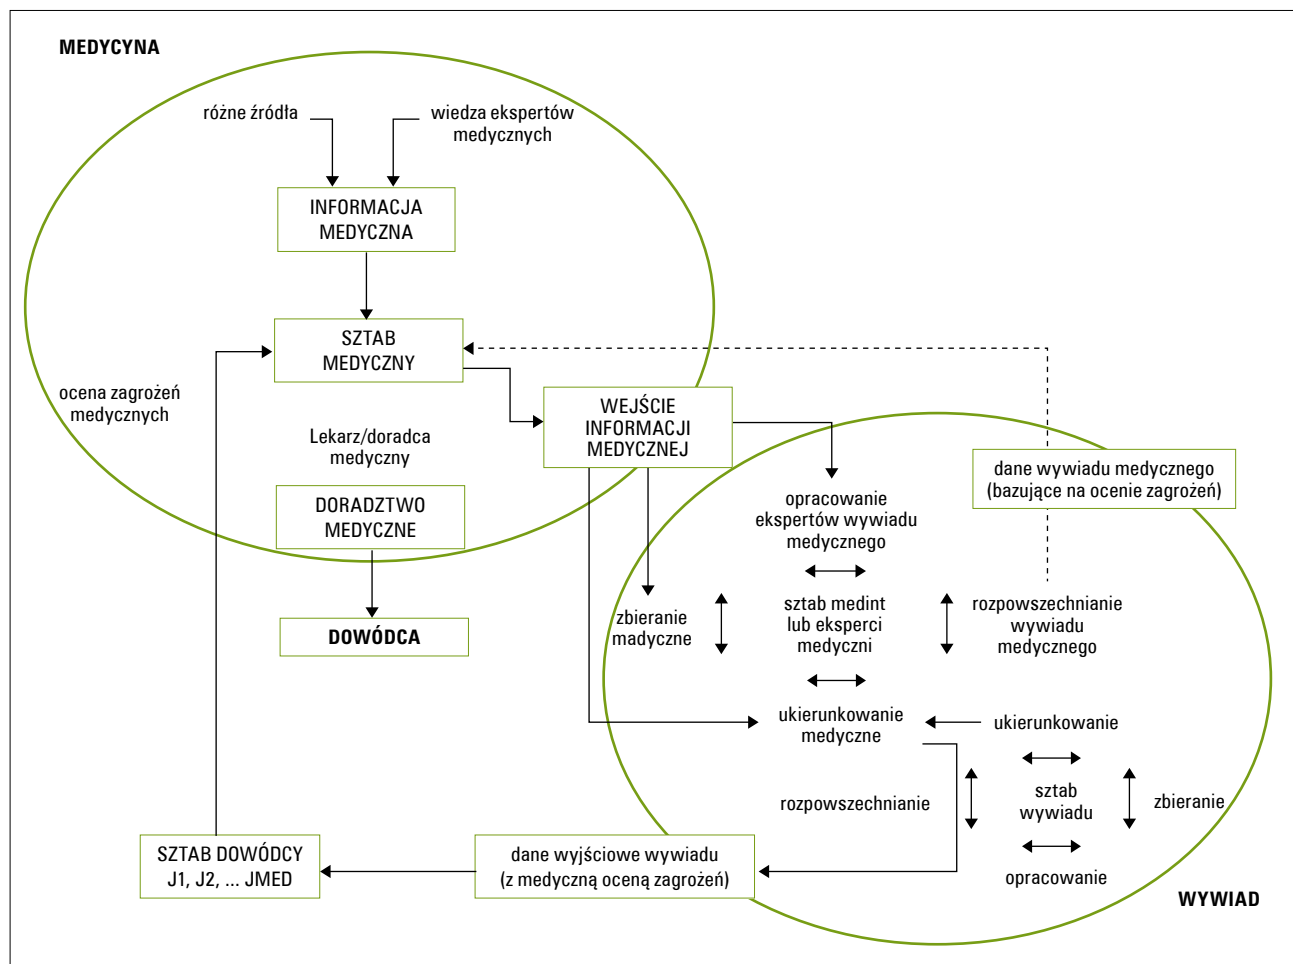 MEDYCYNA
różne źródła
wiedza ekspertów
medycznych
INFORMACJA
MEDYCZNA
SZTAB
MEDYCZNY
ocena zagrożeń
medycznych
WEJŚCIE
INFORMACJI
MEDYCZNEJ
Lekarz/doradca
medyczny
DORADZTWO
MEDYCZNE
DOWÓDCA
dane wywiadu medycznego
(bazujące na ocenie zagrożeń)
opracowanie
ekspertów wywiadu
medycznego
zbieranie
madyczne
sztab medint
lub eksperci
medyczni
rozpowszechnianie
wywiadu
medycznego
ukierunkowanie
medyczne
ukierunkowanie
rozpowszechnianie
sztab
wywiadu
zbieranie
opracowanie
SZTAB DOWÓDCY
J1, J2, ... JMED
dane wyjściowe wywiadu
(z medyczną oceną zagrożeń)
WYWIAD